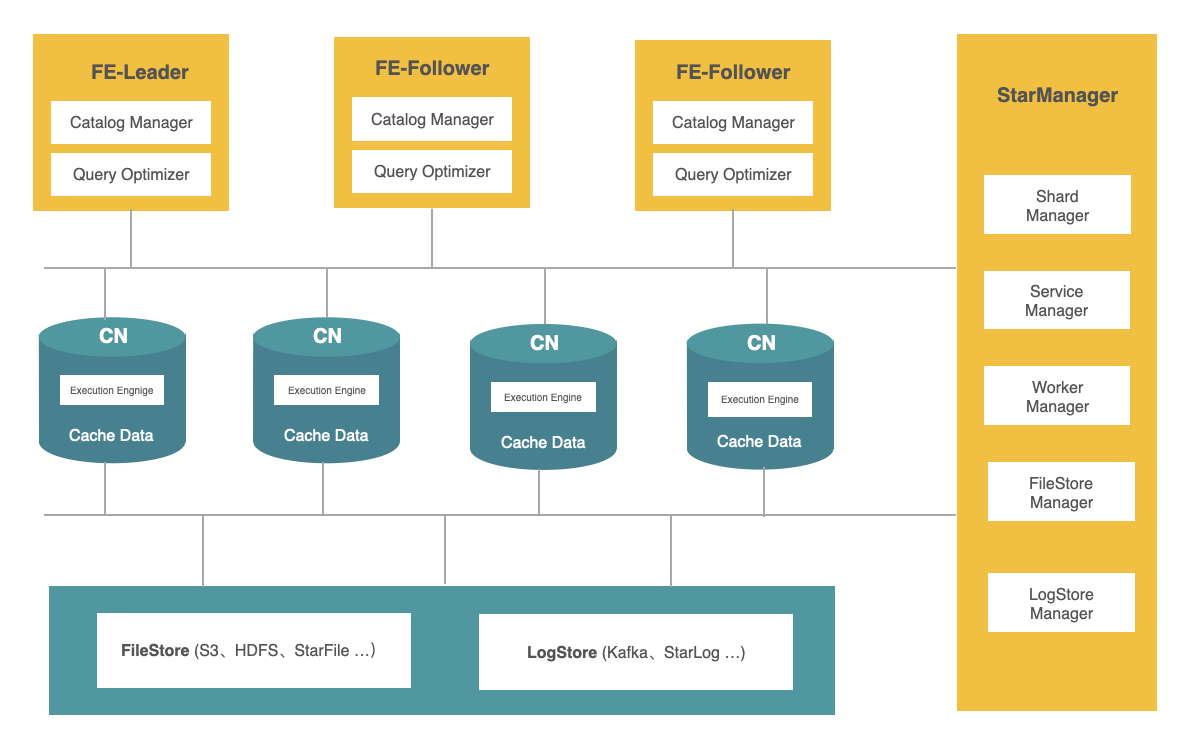 FE-Leader
Catalog Manager
Query Optimizer
FE-Follower
Catalog Manager
Query Optimizer
FE-Follower
Catalog Manager
Query Optimizer
StarManager
Shard
Manager
Service
Manager
Worker
Manager
FileStore
Manager
LogStore
Manager
CN
Execution Engnige
Cache Data
CN
Execution Engine
Cache Data
CN
Execution Engine
Cache Data
CN
Execution Engine
Cache Data
FileStore (S3、HDFS、StarFile ...)
LogStore (Kafka、StarLog ...)